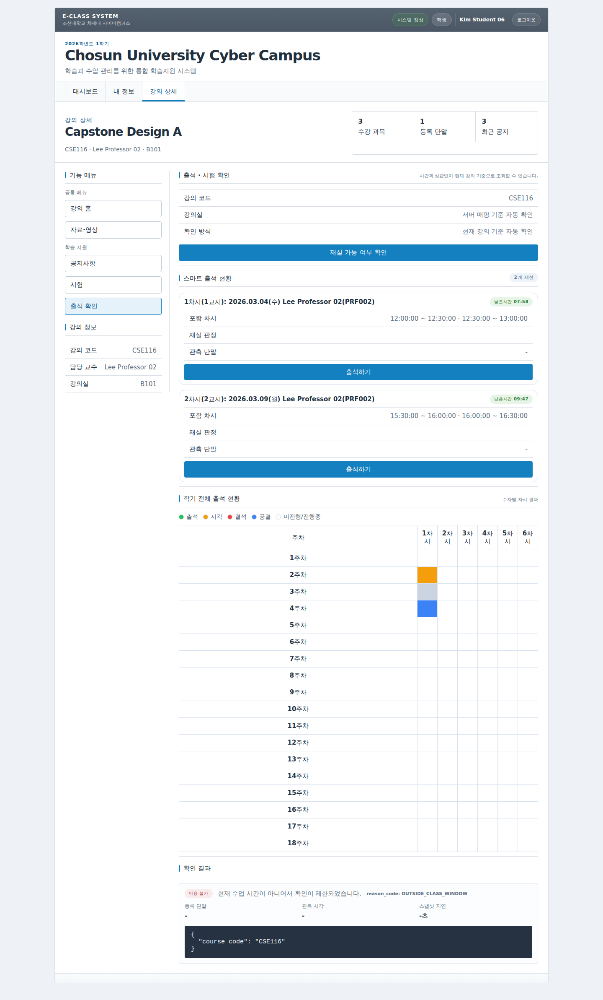 E-CLASS SYSTEM
조선대학교 차세대 사이버캠퍼스
시스템 정상
학생
Kim Student 06
로그아웃
2026학년도 1학기
Chosun University Cyber Campus
학습과 수업 관리를 위한 통합 학습지원 시스템
대시보드
내 정보
강의 상세
강의 상세
Capstone Design A
CSE116 · Lee Professor 02 · B101
3
수강 과목
1
등록 단말
3
최근 공지
기능 메뉴
공통 메뉴
강의 홈
자료·영상
학습 지원
공지사항
시험
출석 확인
강의 정보
강의 코드 CSE116
담당 교수 Lee Professor 02
강의실 B101
출석 · 시험 확인
시간과 상관없이 현재 강의 기준으로 조회할 수 있습니다.
강의 코드 CSE116
강의실 서버 매핑 기준 자동 확인
확인 방식 현재 강의 기준 자동 확인
재실 가능 여부 확인
스마트 출석 현황
2개 세션
1차시(1교시): 2026.03.04(수) Lee Professor 02(PRF002)
남은시간 07:58
포함 차시 12:00:00 ~ 12:30:00 · 12:30:00 ~ 13:00:00
재실 판정
관측 단말 -
출석하기
2차시(2교시): 2026.03.09(월) Lee Professor 02(PRF002)
남은시간 09:47
포함 차시 15:30:00 ~ 16:00:00 · 16:00:00 ~ 16:30:00
재실 판정
관측 단말 -
출석하기
학기 전체 출석 현황
주차별 차시 결과
출석 지각 결석 공결 미진행/진행중
주차 1차시 2차시 3차시 4차시 5차시 6차시
1주차
2주차
3주차
4주차
5주차
6주차
7주차
8주차
9주차
10주차
11주차
12주차
13주차
14주차
15주차
16주차
17주차
18주차
확인 결과
이용 불가 현재 수업 시간이 아니어서 확인이 제한되었습니다. reason_code: OUTSIDE_CLASS_WINDOW
등록 단말 관측 시각 스냅샷 지연
- - -초
{
"course_code": "CSE116"
}